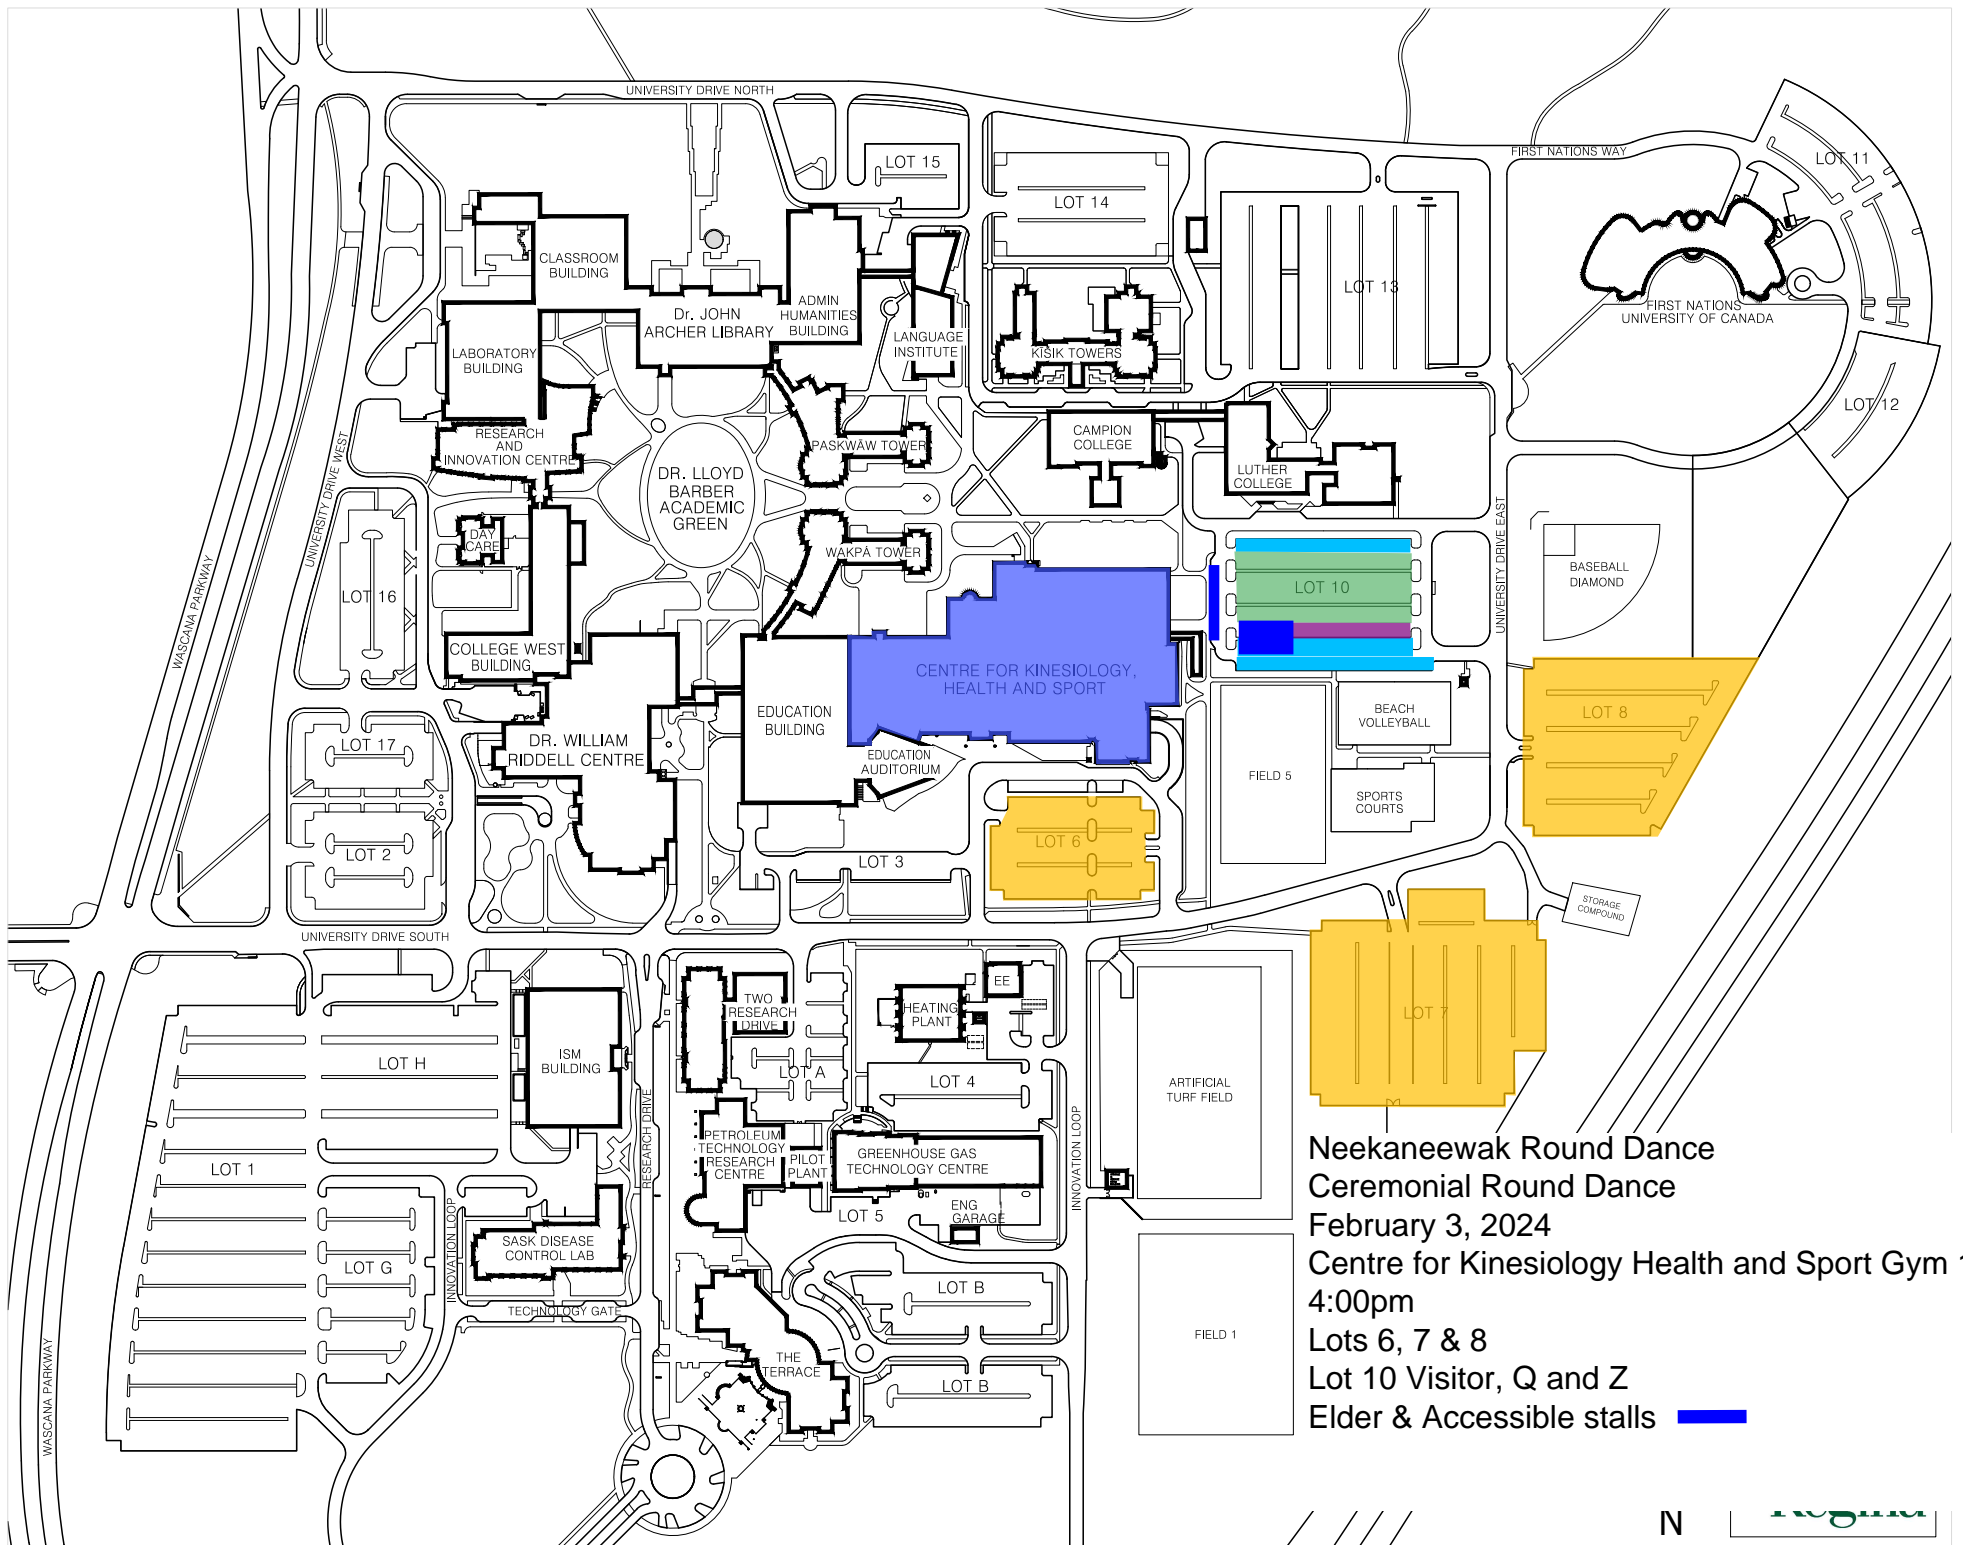 UNIVERSITY DRIVE NORTH
FIRST NATIONS WAY
LOT 11
LOT 15
LOT 14
CLASSROOM
BUILDING
LOT 13
ADMIN
HUMANITIES
BUILDING
Dr. JOHN
ARCHER LIBRARY
FIRST NATIONS
UNIVERSITY OF CANADA
LANGUAGE
INSTITUTE
KĪSIK TOWERS
LABORATORY
BUILDING
LOT 12
RESEARCH
AND
INNOVATION CENTRE
PASKWĀW TOWER
CAMPION
COLLEGE
LUTHER
COLLEGE
DR. LLOYD
BARBER
ACADEMIC
GREEN
UNIVERSITY DRIVE WEST
UNIVERSITY DRIVE EAST
WASCANA PARKWAY
DAY
CARE
WAKPĀ TOWER
BASEBALL
DIAMOND
LOT 16
LOT 10
COLLEGE WEST
BUILDING
CENTRE FOR KINESIOLOGY,
HEALTH AND SPORT
EDUCATION
BUILDING
BEACH
VOLLEYBALL
LOT 8
LOT 17
DR. WILLIAM
RIDDELL CENTRE
EDUCATION
AUDITORIUM
FIELD 5
SPORTS
COURTS
LOT 2
LOT 3
LOT 6
STORAGE
COMPOUND
UNIVERSITY DRIVE SOUTH
TWO
RESEARCH
DRIVE
EE
HEATING
PLANT
LOT 7
ISM
BUILDING
LOT H
LOT A
LOT 4
ARTIFICIAL
TURF FIELD
RESEARCH DRIVE
INNOVATION LOOP
PETROLEUM
TECHNOLOGY
RESEARCH
CENTRE
PILOT
PLANT
GREENHOUSE GAS
TECHNOLOGY CENTRE
LOT 1
LOT 5
ENG
GARAGE
INNOVATION LOOP
SASK DISEASE
CONTROL LAB
LOT G
LOT B
TECHNOLOGY GATE
FIELD 1
THE
TERRACE
LOT B
WASCANA PARKWAY
Neekaneewak Round Dance
Ceremonial Round Dance
February 3, 2024
Centre for Kinesiology Health and Sport Gym
4:00pm
Lots 6, 7 & 8
Lot 10 Visitor, Q and Z
Elder & Accessible stalls
N
Regina